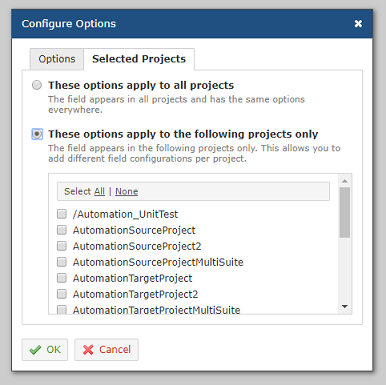 Configure Options
Options
Selected Projects
These options apply to all projects
The field appears in all projects and has the same options
everywhere.
These options apply to the following projects only
The field appears in the following projects only. This allows you to
add different field configurations per project.
Select All | None
/Automation_UnitTest
AutomationSourceProject
AutomationSourceProject2
AutomationSourceProjectMultiSuite
AutomationTargetProject
AutomationTargetProject2
AutomationTargetProjectMultiSuite
OK
Cancel